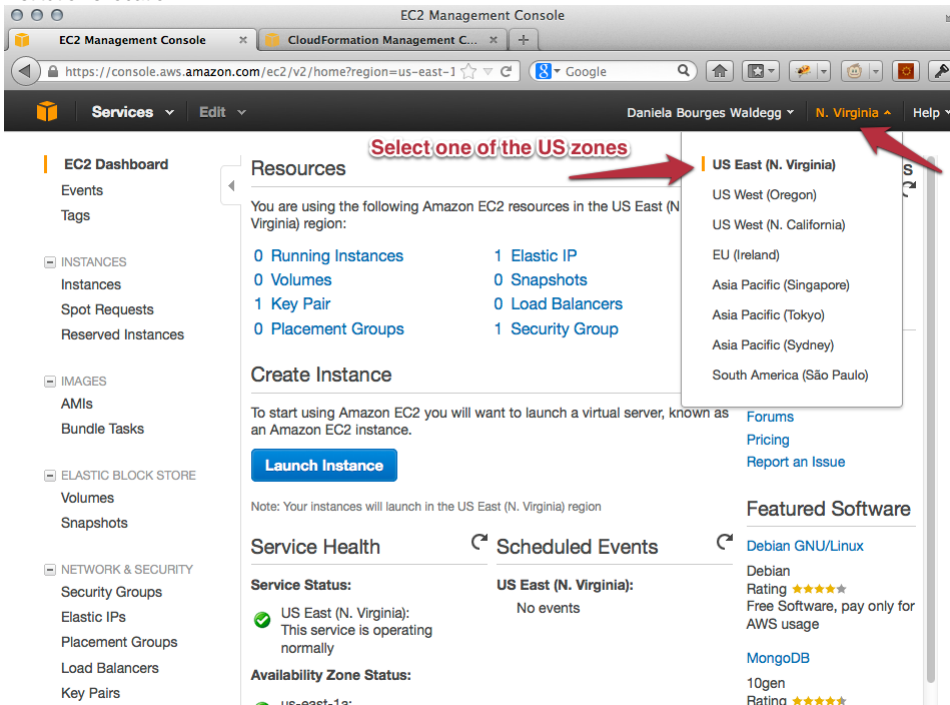 EC2 Management Console
EC2 Management Console
CloudFormation Management C...
https://console.aws.amazon.com/ec2/v2/home?region=us-east-1
Google
Services
Edit
Daniela Bourges Waldegg
N. Virginia
Help
Select one of the US zones
US East (N. Virginia)
US West (Oregon)
US West (N. California)
EU (Ireland)
Asia Pacific (Singapore)
Asia Pacific (Tokyo)
Asia Pacific (Sydney)
South America (São Paulo)
EC2 Dashboard
Events
Tags
INSTANCES
Instances
Spot Requests
Reserved Instances
IMAGES
AMIs
Bundle Tasks
ELASTIC BLOCK STORE
Volumes
Snapshots
NETWORK & SECURITY
Security Groups
Elastic IPs
Placement Groups
Load Balancers
Key Pairs
Resources
You are using the following Amazon EC2 resources in the US East (N
Virginia) region:
0 Running Instances
1 Elastic IP
0 Volumes
0 Snapshots
1 Key Pair
0 Load Balancers
0 Placement Groups
1 Security Group
Create Instance
To start using Amazon EC2 you will want to launch a virtual server, known as
an Amazon EC2 instance.
Launch Instance
Note: Your instances will launch in the US East (N. Virginia) region
Service Health
Service Status:
US East (N. Virginia):
This service is operating
normally
Availability Zone Status:
us-east-1a:
Scheduled Events
US East (N. Virginia):
No events
Forums
Pricing
Report an Issue
Featured Software
Debian GNU/Linux
Debian
Rating
Free Software, pay only for
AWS usage
MongoDB
10gen
Rating